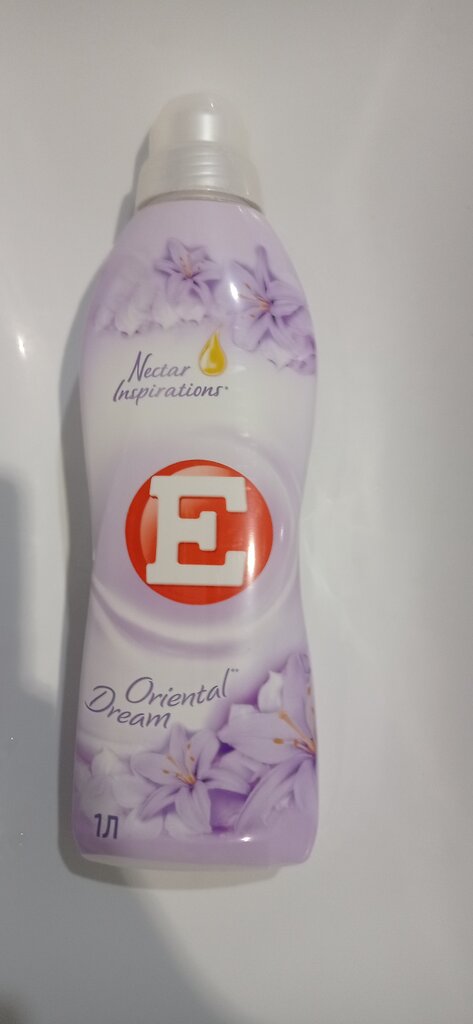 Nectar
Inspirations*
E
Oriental**
Dream
1Л